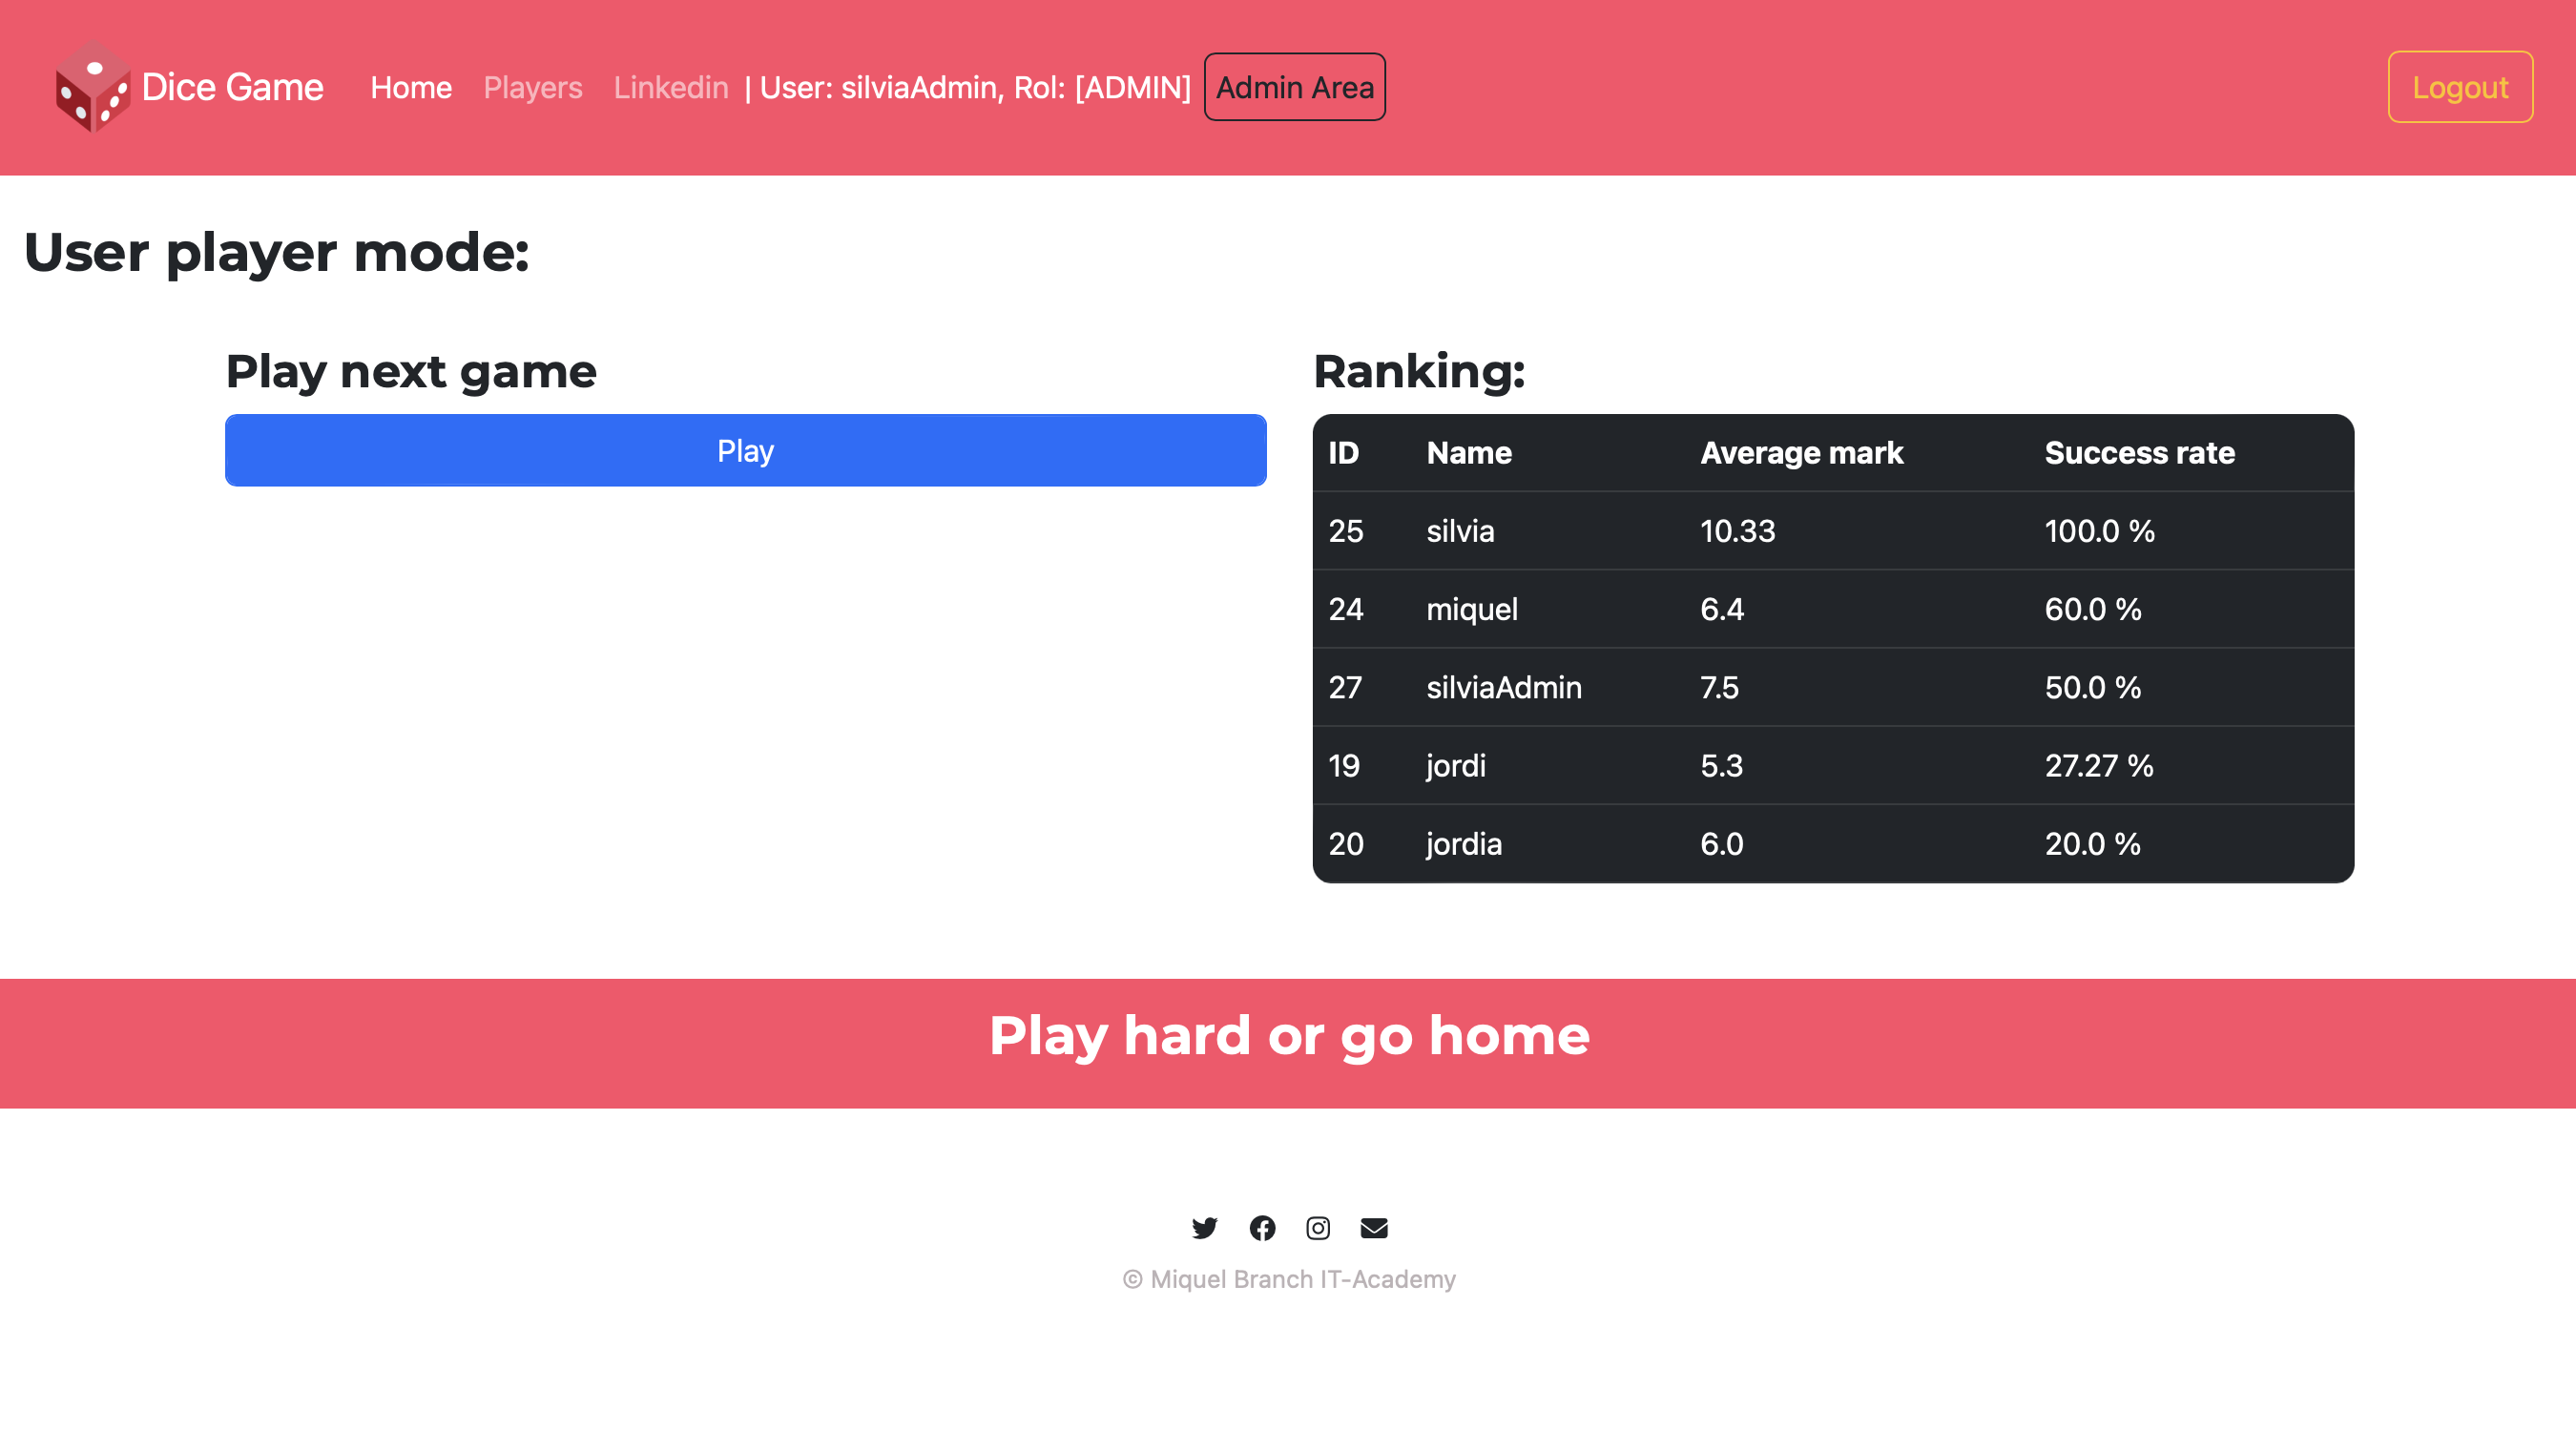 Dice Game Home Players Linkedin | User: silviaAdmin, Rol: [ADMIN] Admin Area Logout
User player mode:
Play next game
Play
Ranking:
ID Name Average mark Success rate
25 silvia 10.33 100.0 %
24 miquel 6.4 60.0 %
27 silviaAdmin 7.5 50.0 %
19 jordi 5.3 27.27 %
20 jordia 6.0 20.0 %
Play hard or go home
© Miquel Branch IT-Academy